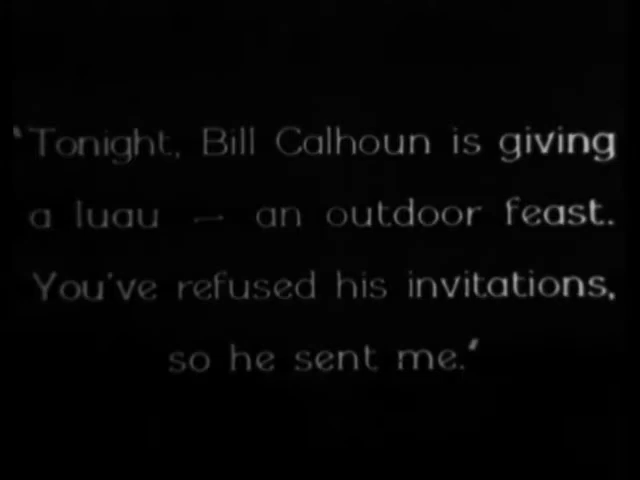 "Tonight, Bill Calhoun is giving
a luau — an outdoor feast.
You've refused his invitations,
so he sent me."